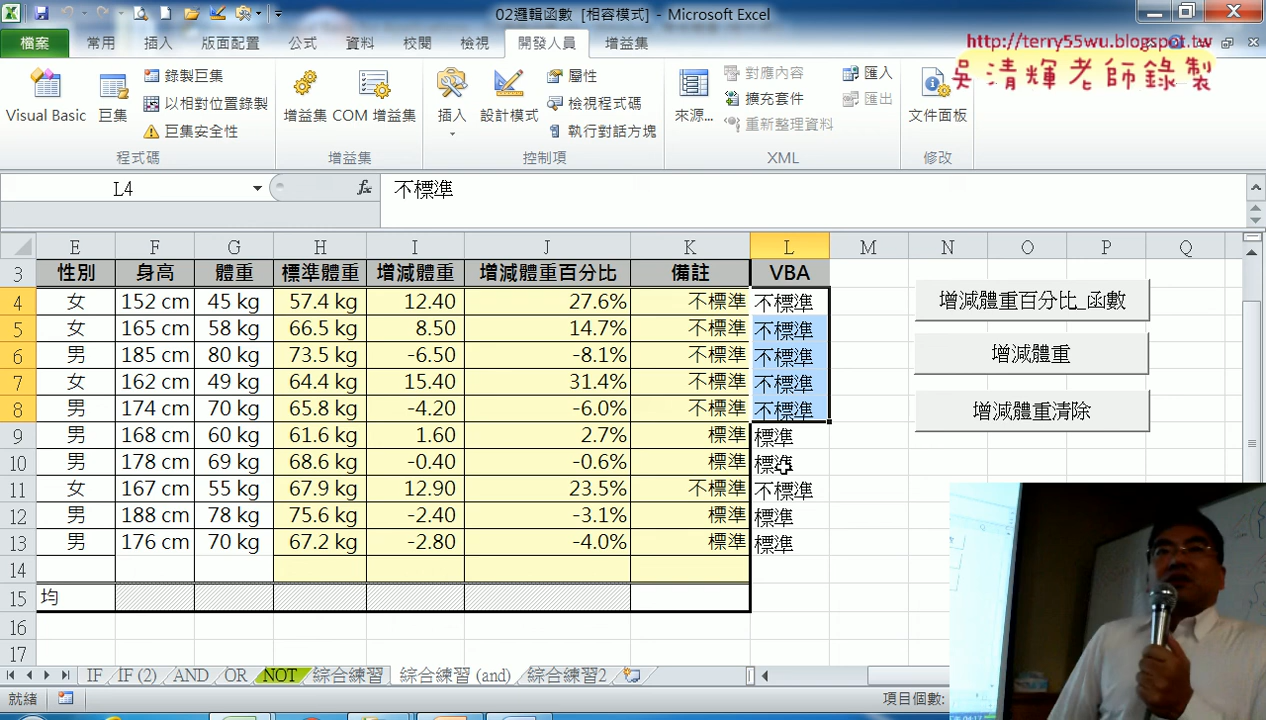 02邏輯函數 [相容模式] - Microsoft Excel
檔案 常用 插入 版面配置 公式 資料 校閱 檢視 開發人員 增益集
http://terry55wu.blogspot.tw
吳清輝老師錄製
Visual Basic 巨集 錄製巨集 以相對位置錄製 巨集安全性 程式碼
增益集 COM 增益集 增益集
插入 設計模式 屬性 檢視程式碼 執行對話方塊 控制項
來源... 對應內容 擴充套件 重新整理資料 匯入 匯出 XML
文件面板 修改
L4 fx 不標準
E F G H I J K L M N O P Q
3 性別 身高 體重 標準體重 增減體重 增減體重百分比 備註 VBA
4 女 152 cm 45 kg 57.4 kg 12.40 27.6% 不標準 不標準
5 女 165 cm 58 kg 66.5 kg 8.50 14.7% 不標準 不標準
6 男 185 cm 80 kg 73.5 kg -6.50 -8.1% 不標準 不標準
7 女 162 cm 49 kg 64.4 kg 15.40 31.4% 不標準 不標準
8 男 174 cm 70 kg 65.8 kg -4.20 -6.0% 不標準 不標準
9 男 168 cm 60 kg 61.6 kg 1.60 2.7% 標準 標準
10 男 178 cm 69 kg 68.6 kg -0.40 -0.6% 標準 標準
11 女 167 cm 55 kg 67.9 kg 12.90 23.5% 不標準 不標準
12 男 188 cm 78 kg 75.6 kg -2.40 -3.1% 標準 標準
13 男 176 cm 70 kg 67.2 kg -2.80 -4.0% 標準 標準
14
15 均
16
17
增減體重百分比_函數
增減體重
增減體重清除
IF IF (2) AND OR NOT 綜合練習 綜合練習 (and) 綜合練習2
就緒 項目個數: